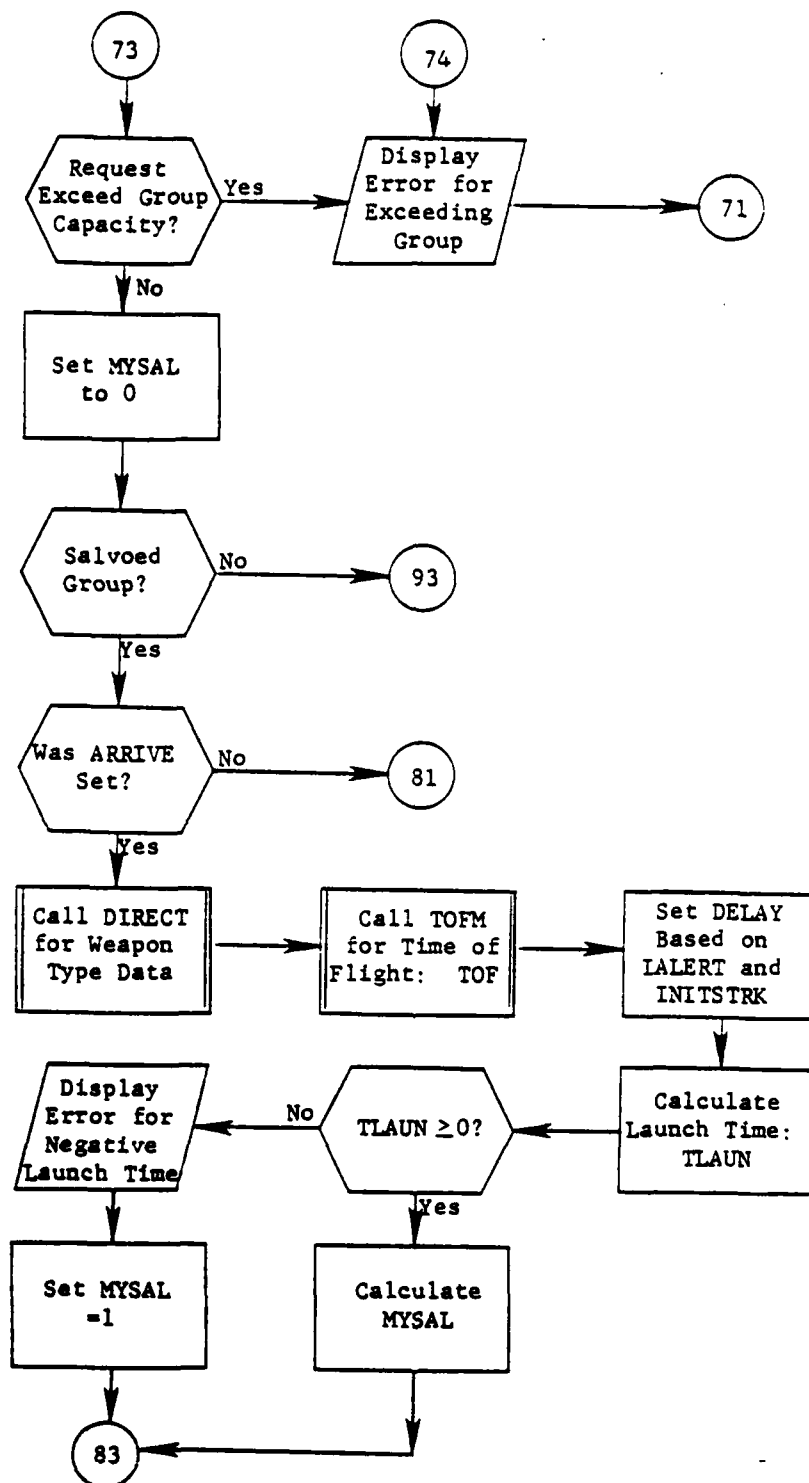 73
74
Request
Exceed Group
Capacity?
Yes
Display
Error for
Exceeding
Group
71
No
Set MYSAL
to 0
Salvoed
Group?
No
93
Yes
Was ARRIVE
Set?
No
81
Yes
Call DIRECT
for Weapon
Type Data
Call TOFM
for Time of
Flight: TOF
Set DELAY
Based on
IALERT and
INITSTRK
Display
Error for
Negative
Launch Time
No
TLAUN ≥0?
Calculate
Launch Time:
TLAUN
Yes
Set MYSAL
=1
Calculate
MYSAL
83